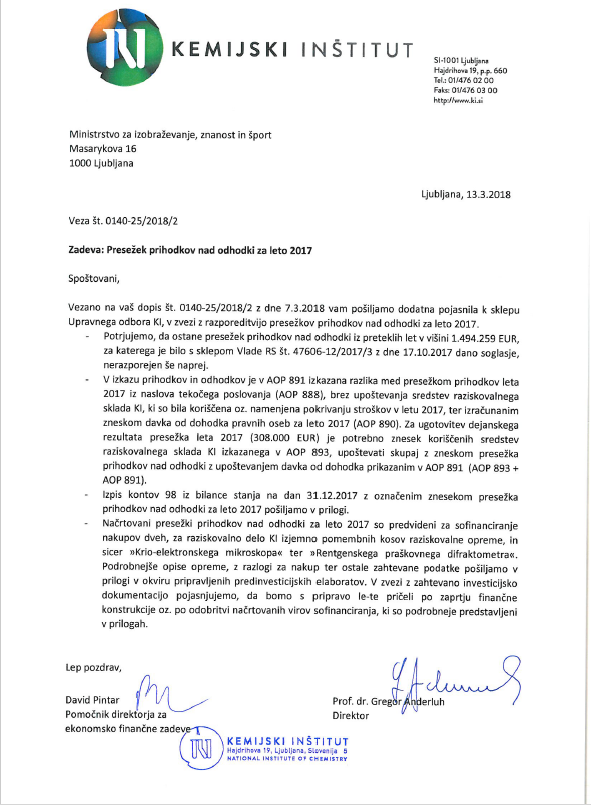 KEMIJSKI INŠTITUT
SI-1001 Ljubljana
Hajdrihova 19, p.p. 660
Tel.: 01/476 02 00
Faks: 01/476 03 00
http://www.ki.si
Ministrstvo za izobraževanje, znanost in šport
Masarykova 16
1000 Ljubljana
Ljubljana, 13.3.2018
Veza št. 0140-25/2018/2
Zadeva: Presežek prihodkov nad odhodki za leto 2017
Spoštovani,
Vezano na vaš dopis št. 0140-25/2018/2 z dne 7.3.2018 vam pošiljamo dodatna pojasnila k sklepu
Upravnega odbora KI, v zvezi z razporeditvijo presežkov prihodkov nad odhodki za leto 2017.
- Potrjujemo, da ostane presežek prihodkov nad odhodki iz preteklih let v višini 1.494.259 EUR,
za katerega je bilo s sklepom Vlade RS št. 47606-12/2017/3 z dne 17.10.2017 dano soglasje,
nerazporejen še naprej.
- V izkazu prihodkov in odhodkov je v AOP 891 izkazana razlika med presežkom prihodkov leta
2017 iz naslova tekočega poslovanja (AOP 888), brez upoštevanja sredstev raziskovalnega
sklada KI, ki so bila koriščena oz. namenjena pokrivanju stroškov v letu 2017, ter izračunanim
zneskom davka od dohodka pravnih oseb za leto 2017 (AOP 890). Za ugotovitev dejanskega
rezultata presežka leta 2017 (308.000 EUR) je potrebno znesek koriščenih sredstev
raziskovalnega sklada KI izkazanega v AOP 893, upoštevati skupaj z zneskom presežka
prihodkov nad odhodki z upoštevanjem davka od dohodka prikazanim v AOP 891 (AOP 893 +
AOP 891).
- Izpis kontov 98 iz bilance stanja na dan 31.12.2017 z označenim znesekom presežka
prihodkov nad odhodki za leto 2017 pošiljamo v prilogi.
- Načrtovani presežki prihodkov nad odhodki za leto 2017 so predvideni za sofinanciranje
nakupov dveh, za raziskovalno delo KI izjemno pomembnih kosov raziskovalne opreme, in
sicer »Krio-elektronskega mikroskopa« ter »Rentgenskega praškovnega difraktometra«.
Podrobnejše opise opreme, z razlogi za nakup ter ostale zahtevane podatke pošiljamo v
prilogi v okviru pripravljenih predinvesticijskih elaboratov. V zvezi z zahtevano investicijsko
dokumentacijo pojasnjujemo, da bomo s pripravo le-te pričeli po zaprtju finančne
konstrukcije oz. po odobritvi načrtovanih virov sofinanciranja, ki so podrobneje predstavljeni
v prilogah.
Lep pozdrav,
David Pintar
Pomočnik direktorja za
ekonomsko finančne zadeve
Prof. dr. Gregor Anderluh
Direktor
KEMIJSKI INŠTITUT
Hajdrihova 19, Ljubljana, Slovenija 5
NATIONAL INSTITUTE OF CHEMISTRY